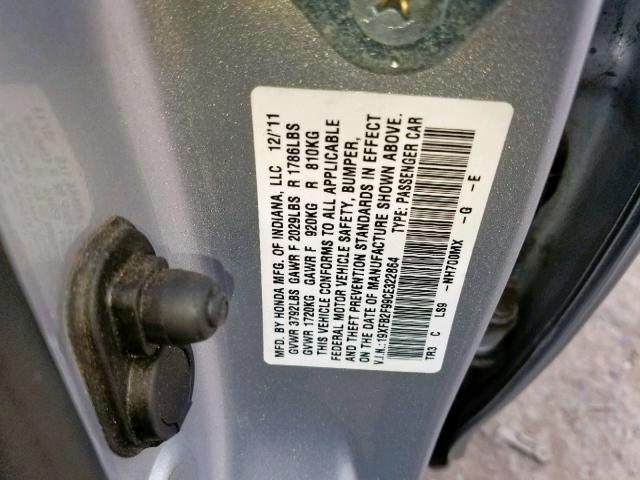 MFD. BY HONDA MFG. OF INDIANA, LLC 12/'11
GVWR 3792LBS GAWR F 2029LBS R 1786LBS
GVWR 1720KG GAWR F 920KG R 810KG
THIS VEHICLE CONFORMS TO ALL APPLICABLE
FEDERAL MOTOR VEHICLE SAFETY, BUMPER,
AND THEFT PREVENTION STANDARDS IN EFFECT
ON THE DATE OF MANUFACTURE SHOWN ABOVE.
V.I.N.:19XFB2F99CE322864 TYPE: PASSENGER CAR
TR3 C LS9 -NH700MX -G -E